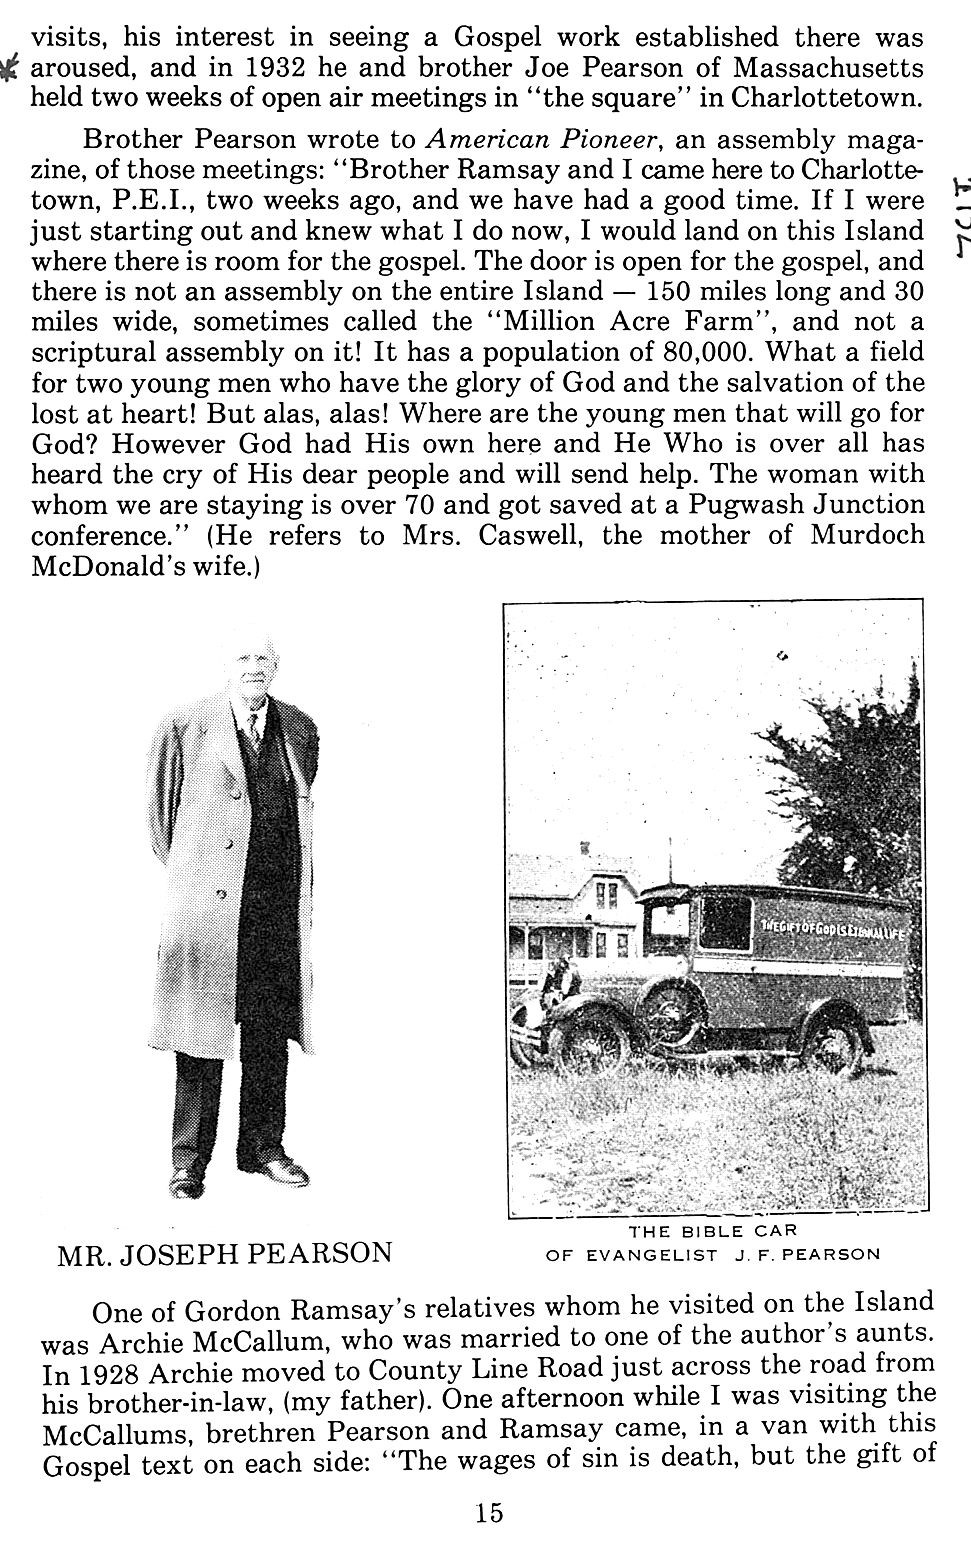 visits, his interest in seeing a Gospel work established there was
aroused, and in 1932 he and brother Joe Pearson of Massachusetts
held two weeks of open air meetings in “the square” in Charlottetown.
Brother Pearson wrote to American Pioneer, an assembly maga-
zine, of those meetings: “Brother Ramsay and I came here to Charlotte-
town, P.E.I., two weeks ago, and we have had a good time. If I were
just starting out and knew what I do now, I would land on this Island
where there is room for the gospel. The door is open for the gospel, and
there is not an assembly on the entire Island — 150 miles long and 30
miles wide, sometimes called the “Million Acre Farm”, and not a
scriptural assembly on it! It has a population of 80,000. What a field
for two young men who have the glory of God and the salvation of the
lost at heart! But alas, alas! Where are the young men that will go for
God? However God had His own here and He Who is over all has
heard the cry of His dear people and will send help. The woman with
whom we are staying is over 70 and got saved at a Pugwash Junction
conference.” (He refers to Mrs. Caswell, the mother of Murdoch
McDonald’s wife.)
THE GIFT OF GOD IS ETERNAL LIFE
MR. JOSEPH PEARSON
THE BIBLE CAR
OF EVANGELIST J. F. PEARSON
One of Gordon Ramsay’s relatives whom he visited on the Island
was Archie McCallum, who was married to one of the author’s aunts.
In 1928 Archie moved to County Line Road just across the road from
his brother-in-law, (my father). One afternoon while I was visiting the
McCallums, brethren Pearson and Ramsay came, in a van with this
Gospel text on each side: “The wages of sin is death, but the gift of
15